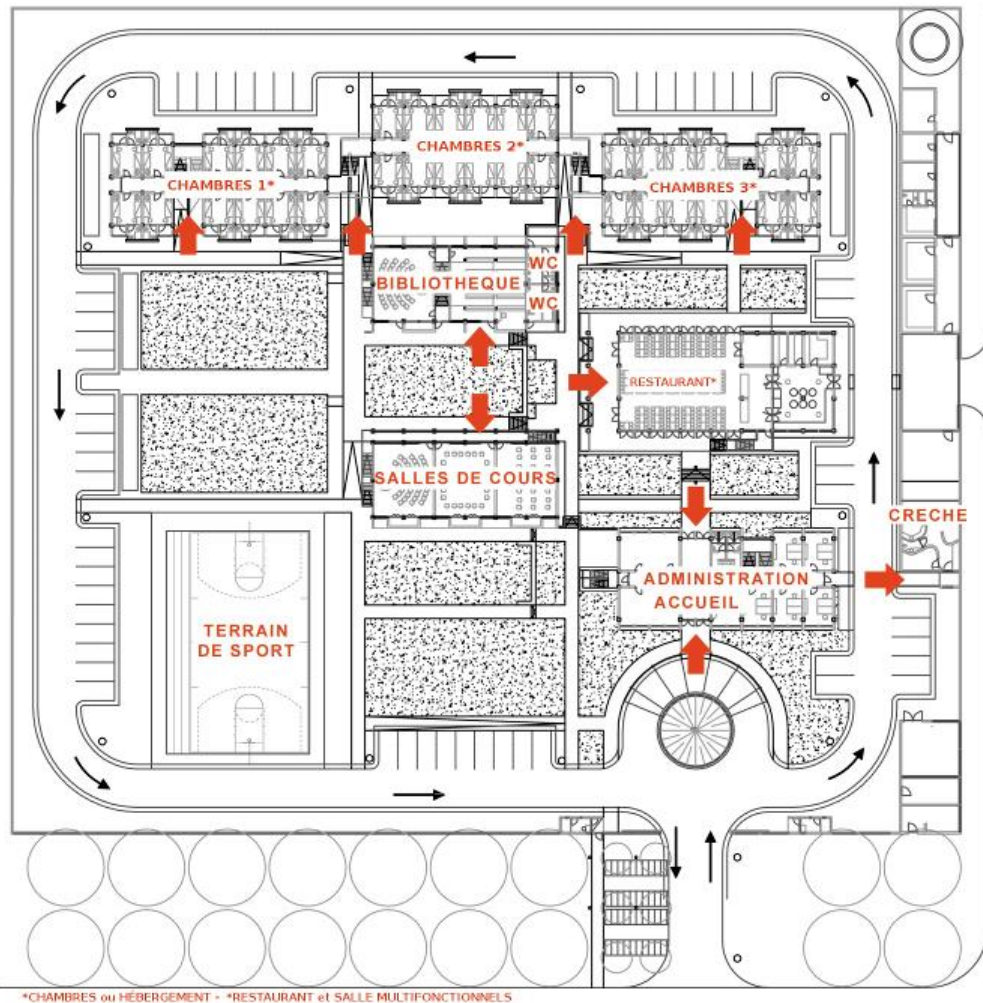 CHAMBRES 2*
CHAMBRES 1*
CHAMBRES 3*
WC
BIBLIOTHEQUE
WC
RESTAURANT*
SALLES DE COURS
CRECHE
ADMINISTRATION
ACCUEIL
TERRAIN
DE SPORT
*CHAMBRES ou HÉBERGEMENT - *RESTAURANT et SALLE MULTIFONCTIONNELS